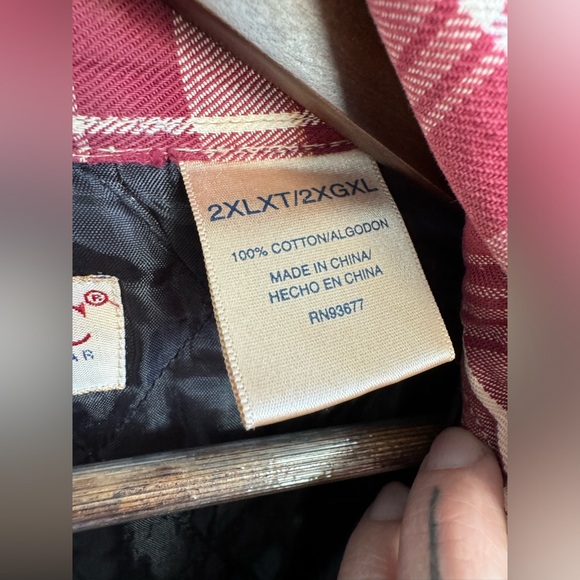 2XLXT/2XGXL
100% COTTON/ALGODON
MADE IN CHINA/
HECHO EN CHINA
RN93677
®